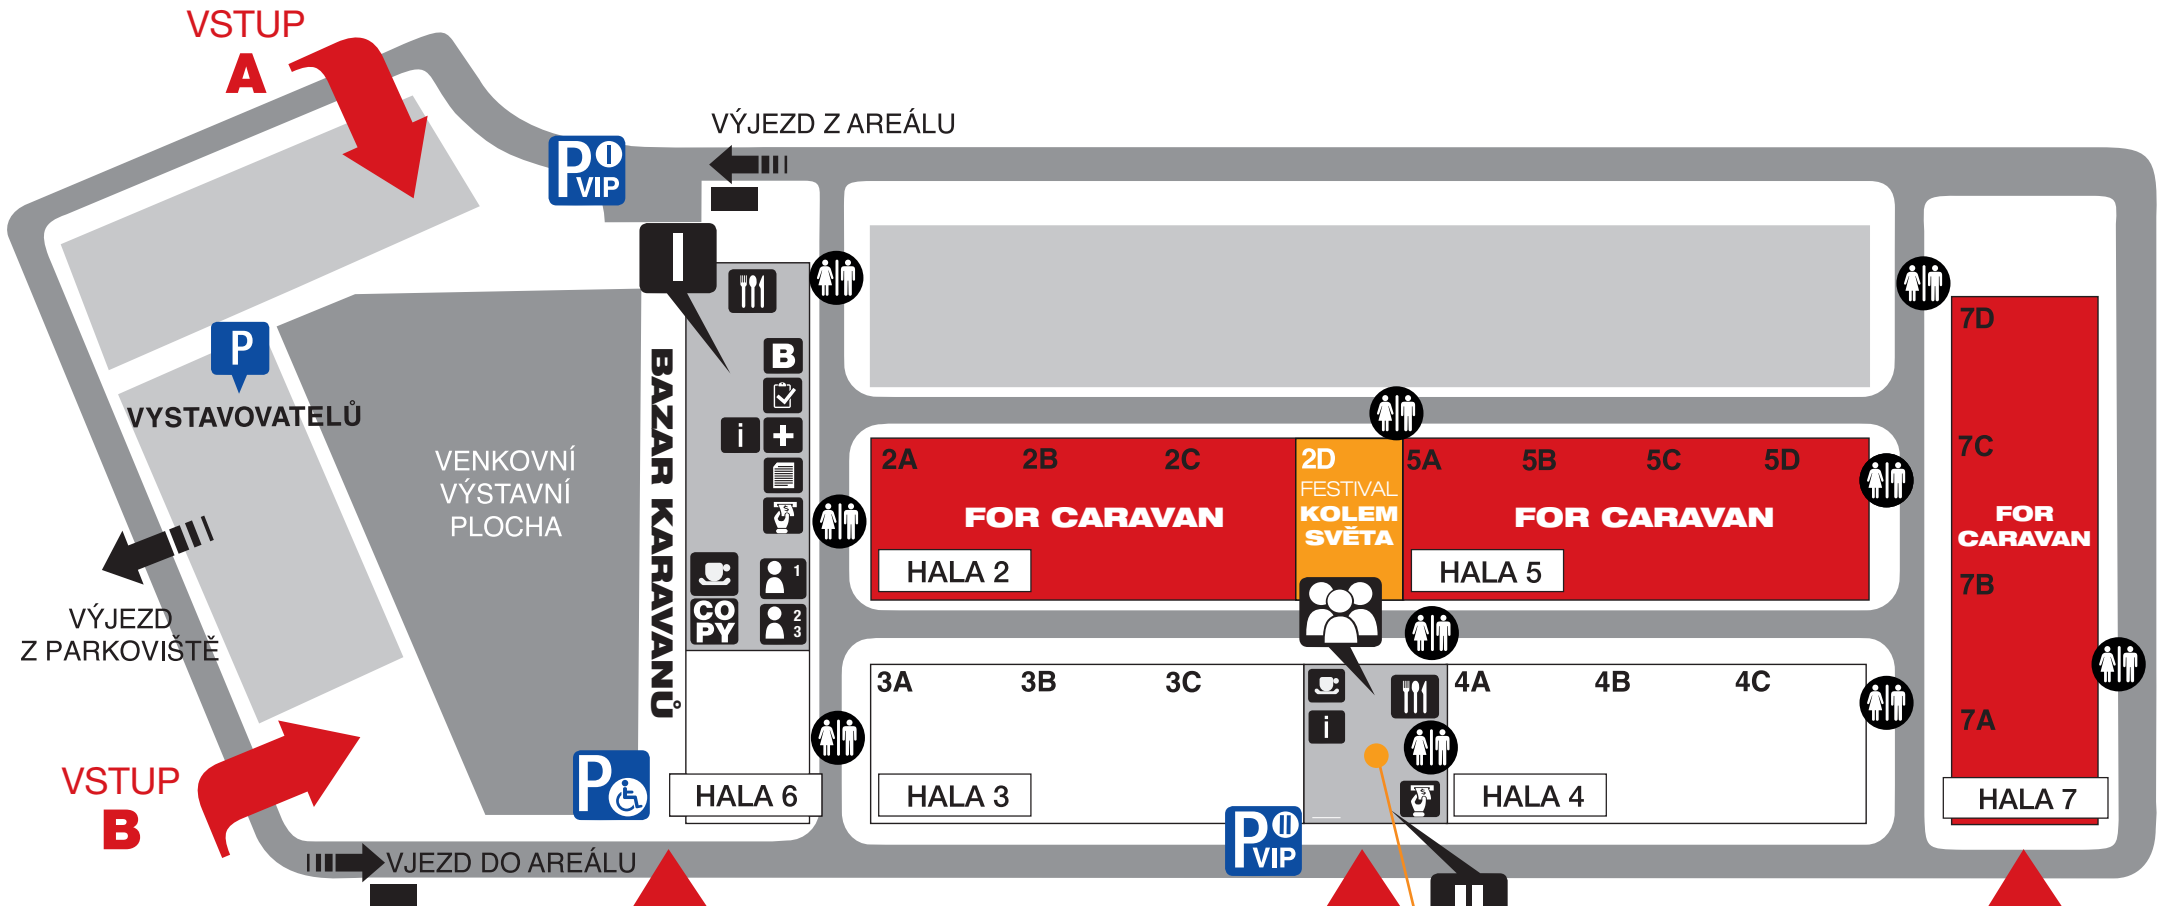 VSTUP
A
VÝJEZD Z AREÁLU
P I
VIP
I
B
i
P
VYSTAVOVATELŮ
VENKOVNÍ
VÝSTAVNÍ
PLOCHA
BAZAR KARAVANŮ
1
CO
PY
2
3
VÝJEZD
Z PARKOVIŠTĚ
2A 2B 2C
FOR CARAVAN
HALA 2
2D
FESTIVAL
KOLEM
SVĚTA
5A 5B 5C 5D
FOR CARAVAN
HALA 5
7D
7C
FOR
CARAVAN
7B
7A
HALA 7
3A 3B 3C
HALA 3
i
4A 4B 4C
HALA 4
HALA 6
P
P II
VIP
VSTUP
B
VJEZD DO AREÁLU
II